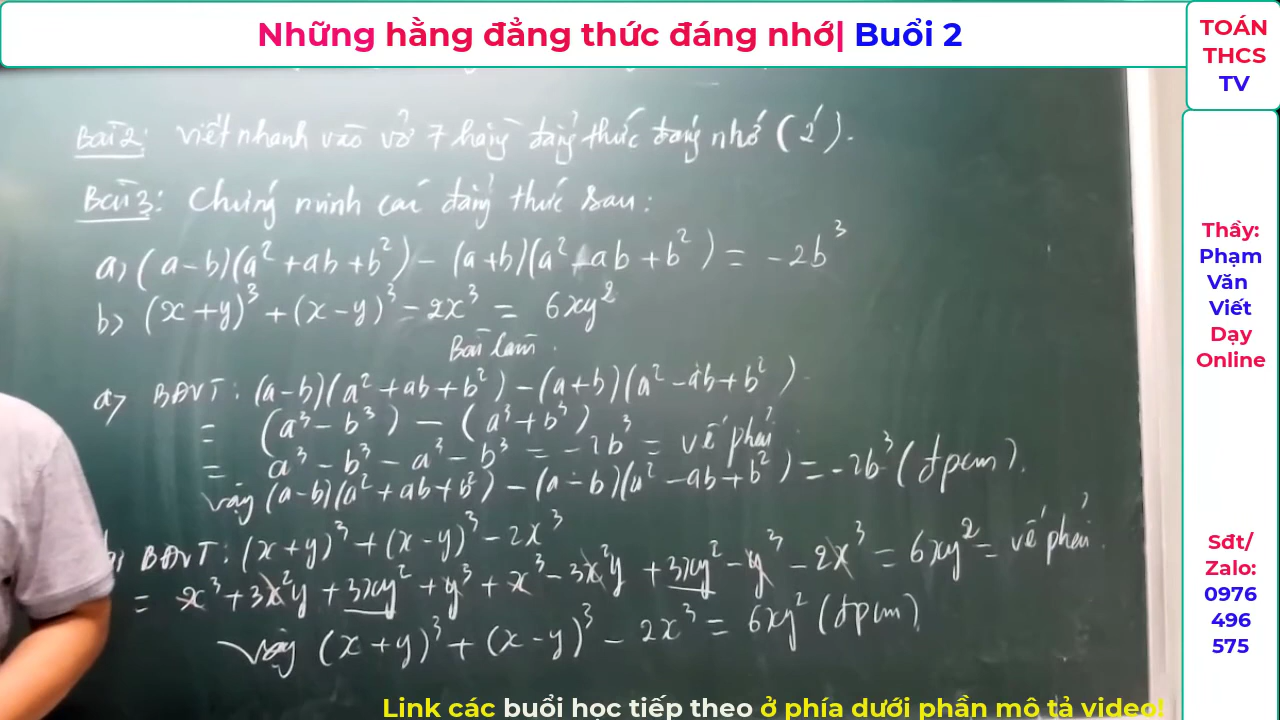 Những hằng đẳng thức đáng nhớ| Buổi 2
TOÁN
THCS
TV
Bài 2: Viết nhanh vào vở 7 hằng đẳng thức đáng nhớ (2').
Bài 3: Chứng minh các đẳng thức sau:
a) (a-b)(a²+ab+b²) - (a+b)(a²-ab+b²) = -2b³
b) (x+y)³ + (x-y)³ - 2x³ = 6xy²
Bài làm.
a) BĐVT: (a-b)(a²+ab+b²) - (a+b)(a²-ab+b²)
= (a³-b³) - (a³+b³)
= a³-b³-a³-b³ = -2b³ = vế phải.
Vậy (a-b)(a²+ab+b²) - (a-b)(a²-ab+b²) = -2b³ (đpcm).
b) BĐVT: (x+y)³ + (x-y)³ - 2x³
= x³+3x²y+3xy²+y³+x³-3x²y+3xy²-y³-2x³ = 6xy² = vế phải.
Vậy (x+y)³ + (x-y)³ - 2x³ = 6xy² (đpcm)
Thầy:
Phạm
Văn
Viết
Dạy
Online
Sđt/
Zalo:
0976
496
575
Link các buổi học tiếp theo ở phía dưới phần mô tả video!